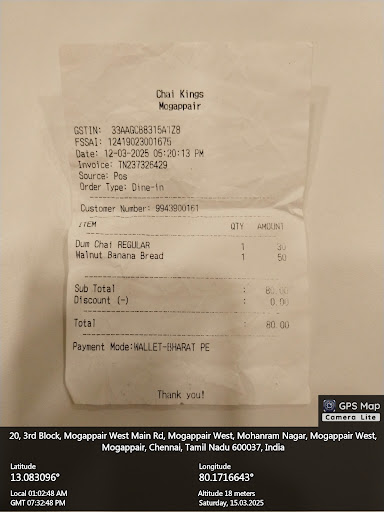 Chai Kings
Mogappair
GSTIN: 33AAGC88315A1Z8
FSSAI: 12419023001675
Date: 12-03-2025 05:20:13 PM
Invoice: TN237326429
Source: Pos
Order Type: Dine-in
Customer Number: 9943900161
ITEM QTY AMOUNT
Dum Chai REGULAR 1 30
Walnut Banana Bread 1 50
Sub Total : 80.00
Discount (-) : 0.00
Total : 80.00
Payment Mode:WALLET-BHARAT PE
Thank you!
GPS Map
Camera Lite
20, 3rd Block, Mogappair West Main Rd, Mogappair West, Mohanram Nagar, Mogappair West,
Mogappair, Chennai, Tamil Nadu 600037, India
Latitude Longitude
13.083096° 80.1716643°
Local 01:02:48 AM Altitude 18 meters
GMT 07:32:48 PM Saturday, 15.03.2025